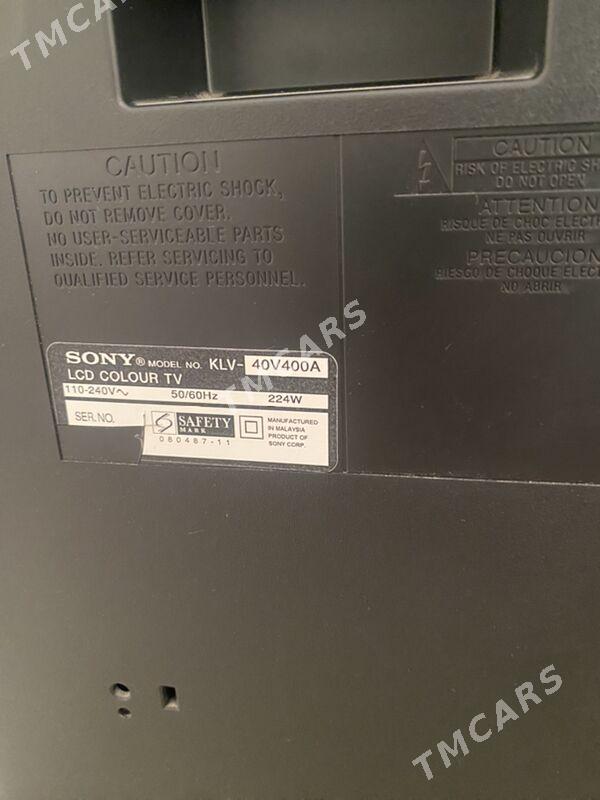 TMCARS
CAUTION
TO PREVENT ELECTRIC SHOCK,
DO NOT REMOVE COVER.
NO USER-SERVICEABLE PARTS
INSIDE. REFER SERVICING TO
QUALIFIED SERVICE PERSONNEL.
CAUTION
RISK OF ELECTRIC SH
DO NOT OPEN
ATTENTION
RISQUE DE CHOC ELECTR
NE PAS OUVRIR
PRECAUCION
RIESGO DE CHOQUE ELECT
NO ABRIR
TMCARS
SONY® MODEL NO. KLV-40V400A
LCD COLOUR TV
110-240V~ 50/60Hz 224W
SER.NO.
SAFETY
MARK
080487-11
MANUFACTURED
IN MALAYSIA
PRODUCT OF
SONY CORP.
TMCARS